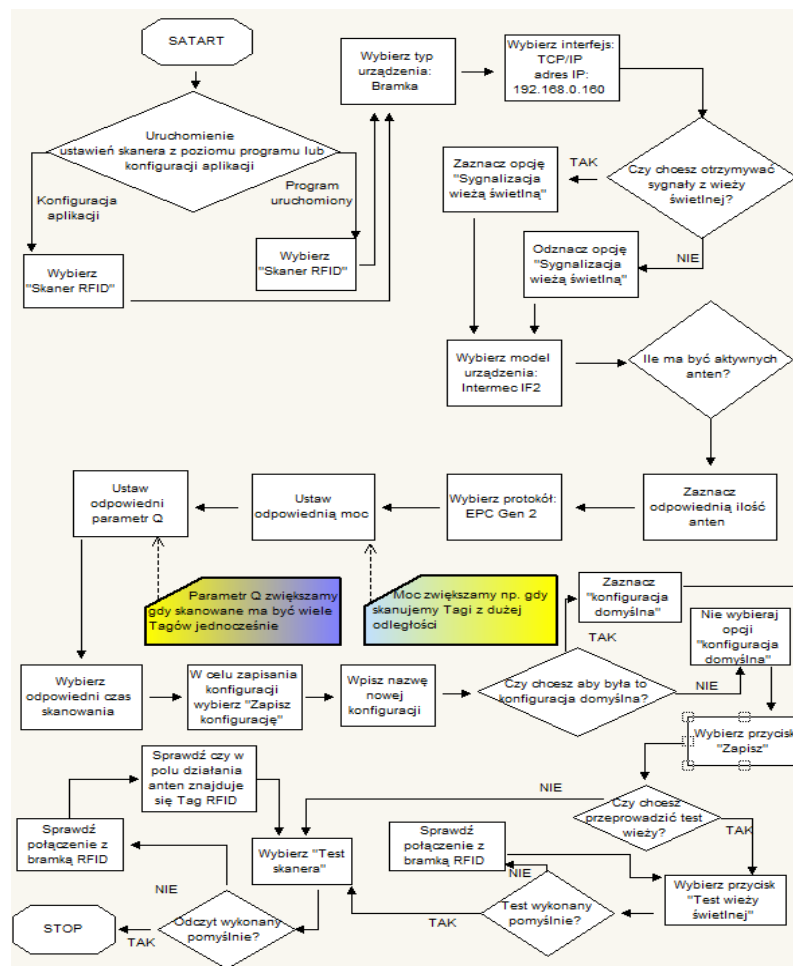 SATART
Wybierz typ
urządzenia:
Bramka
Wybierz interfejs:
TCP/IP
adres IP:
192.168.0.160
Uruchomienie
ustawień skanera z poziomu programu lub
konfiguracji aplikacji
Konfiguracja
aplikacji
Program
uruchomiony
Wybierz
"Skaner RFID"
Wybierz
"Skaner RFID"
Czy chcesz otrzymywać
sygnały z wieży
świetlnej?
TAK
Zaznacz opcję
"Sygnalizacja
wieżą świetlną"
NIE
Odznacz opcję
"Sygnalizacja
wieżą świetlną"
Wybierz model
urządzenia:
Intermec IF2
Ile ma być aktywnych
anten?
Zaznacz
odpowiednią ilość
anten
Wybierz protokół:
EPC Gen 2
Ustaw
odpowiednią moc
Ustaw
odpowiedni
parametr Q
Parametr Q zwiększamy
gdy skanowane ma być wiele
Tagów jednocześnie
Moc zwiększamy np. gdy
skanujemy Tagi z dużej
odległości
Wybierz
odpowiedni czas
skanowania
W celu zapisania
konfiguracji
wybierz "Zapisz
konfigurację"
Wpisz nazwę
nowej
konfiguracji
Czy chcesz aby była to
konfiguracja domyślna?
TAK
Zaznacz
"konfiguracja
domyślna"
NIE
Nie wybieraj
opcji
"konfiguracja
domyślna"
Wybierz przycisk
"Zapisz"
Czy chcesz
przeprowadzić test
wieży?
NIE
TAK
Wybierz przycisk
"Test wieży
świetlnej"
Test wykonany
pomyślnie?
NIE
Sprawdź
połączenie z
bramką RFID
TAK
Wybierz "Test
skanera"
Odczyt wykonany
pomyślnie?
NIE
Sprawdź
połączenie z
bramką RFID
Sprawdź czy w
polu działania
anten znajduje
się Tag RFID
TAK
STOP